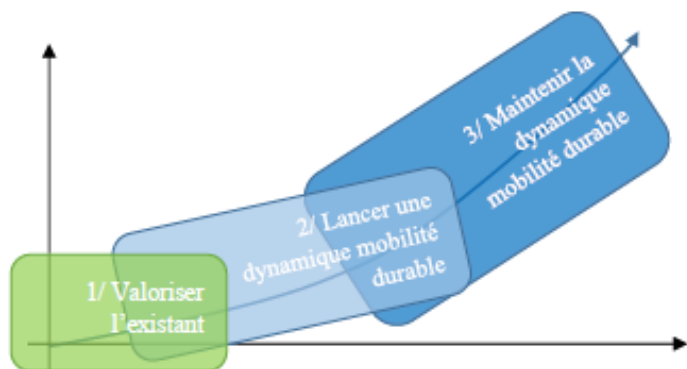 1/ Valoriser
l’existant
2/ Lancer une
dynamique mobilité
durable
3/ Maintenir la
dynamique
mobilité durable